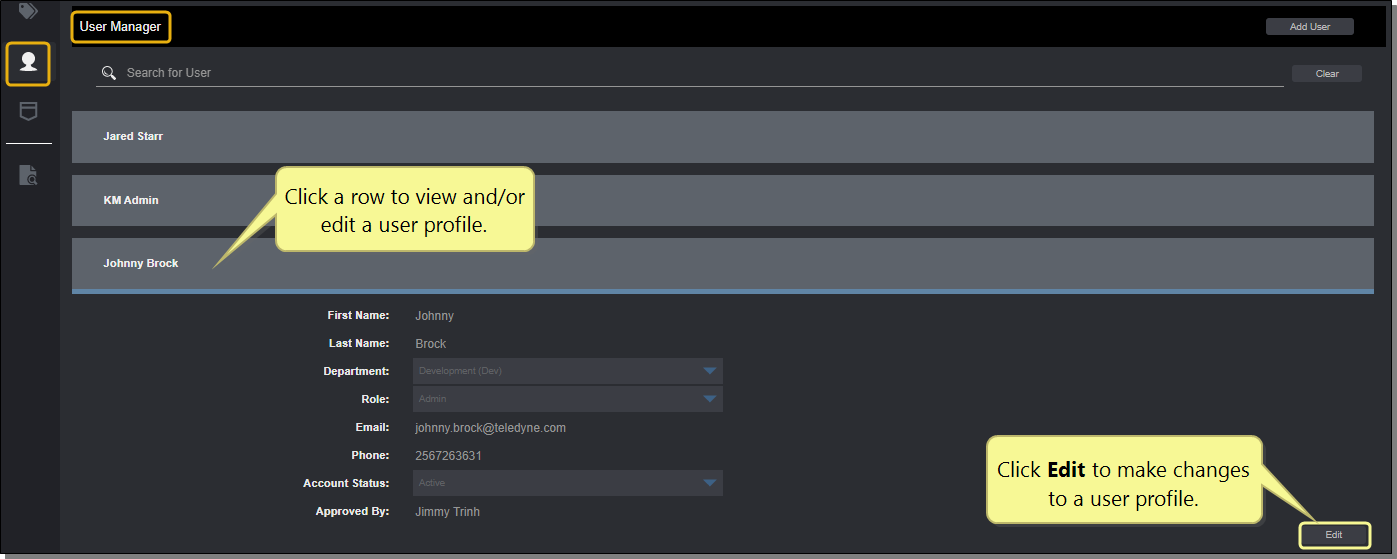 User Manager
Add User
Search for User
Clear
Jared Starr
Click a row to view and/or
edit a user profile.
KM Admin
Johnny Brock
First Name: Johnny
Last Name: Brock
Department: Development (Dev)
Role: Admin
Email: johnny.brock@teledyne.com
Phone: 2567263631
Account Status: Active
Approved By: Jimmy Trinh
Click Edit to make changes
to a user profile.
Edit